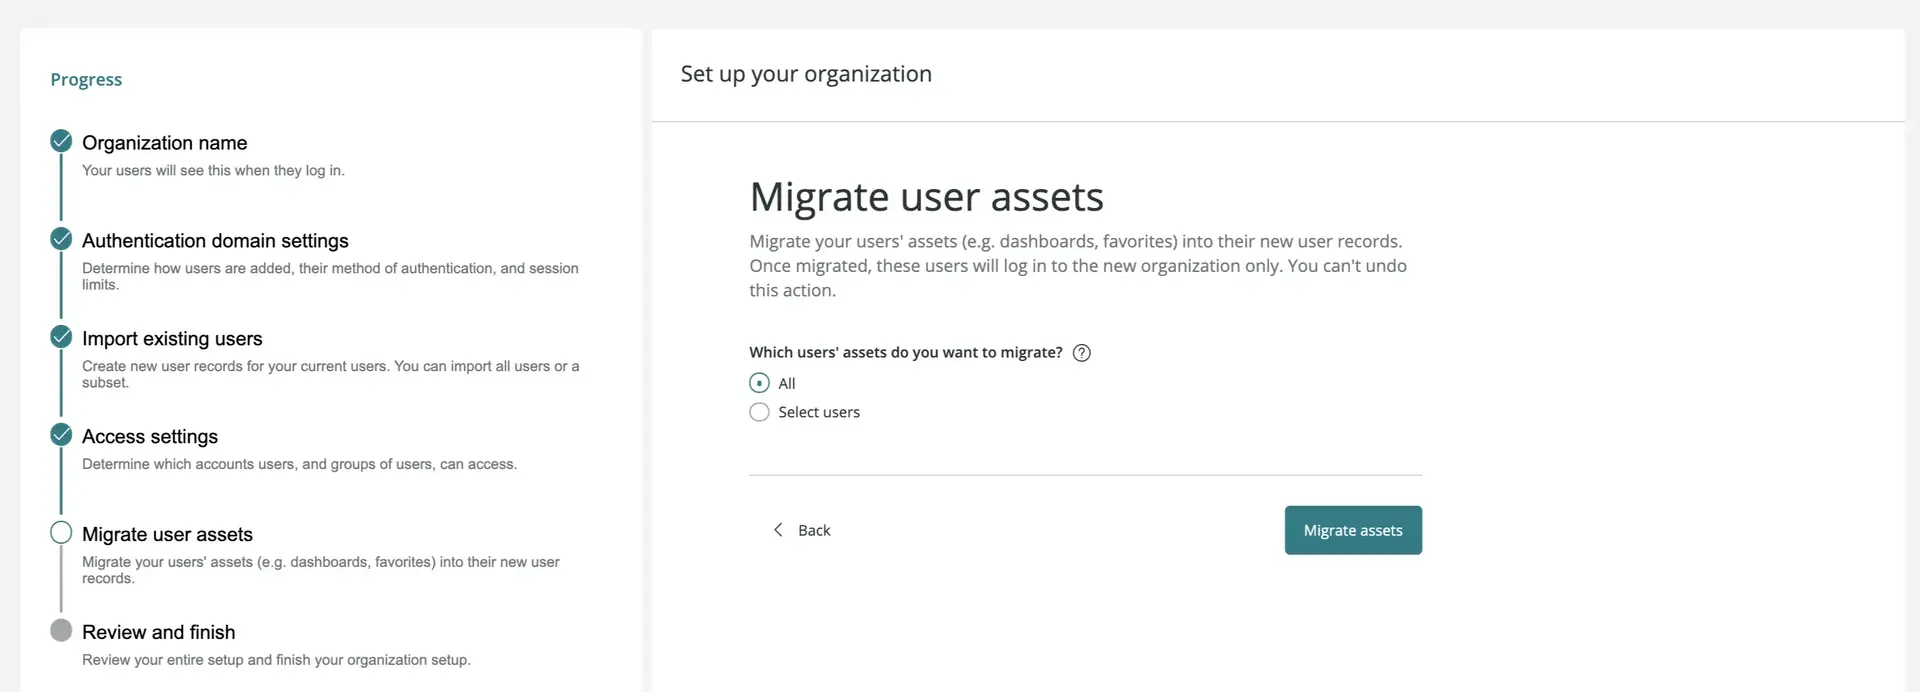 Progress
Organization name
Your users will see this when they log in.
Authentication domain settings
Determine how users are added, their method of authentication, and session
limits.
Import existing users
Create new user records for your current users. You can import all users or a
subset.
Access settings
Determine which accounts users, and groups of users, can access.
Migrate user assets
Migrate your users' assets (e.g. dashboards, favorites) into their new user
records.
Review and finish
Review your entire setup and finish your organization setup.
Set up your organization
Migrate user assets
Migrate your users' assets (e.g. dashboards, favorites) into their new user records.
Once migrated, these users will log in to the new organization only. You can't undo
this action.
Which users' assets do you want to migrate? ?
All
Select users
Back
Migrate assets